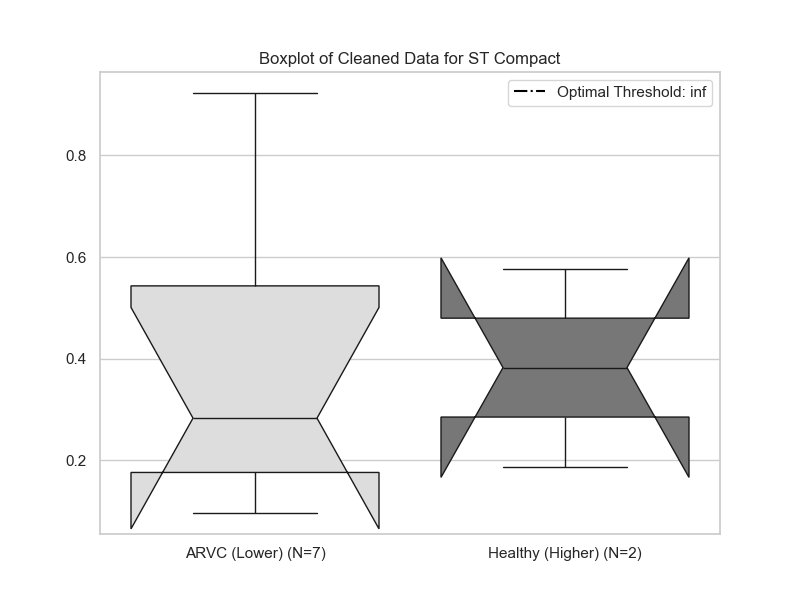 Boxplot of Cleaned Data for ST Compact
Optimal Threshold: inf
0.8
0.6
0.4
0.2
ARVC (Lower) (N=7)
Healthy (Higher) (N=2)